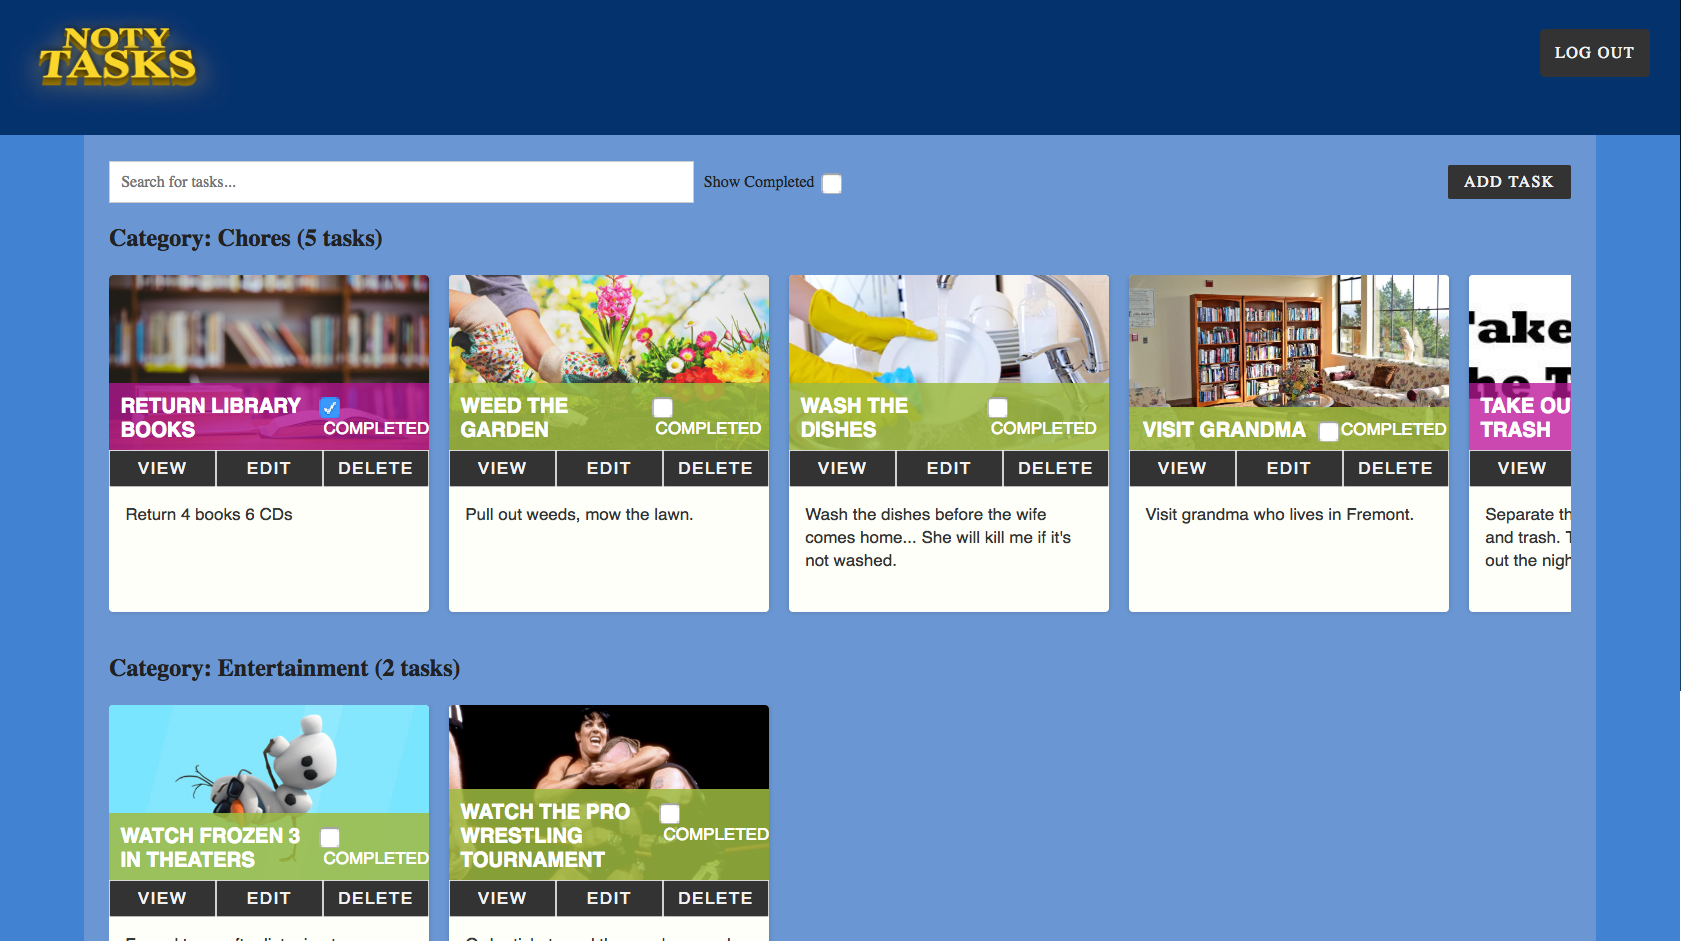 NOTY
TASKS
LOG OUT
Search for tasks...
Show Completed
ADD TASK
Category: Chores (5 tasks)
RETURN LIBRARY
BOOKS
COMPLETED
VIEW
EDIT
DELETE
Return 4 books 6 CDs
WEED THE
GARDEN
COMPLETED
VIEW
EDIT
DELETE
Pull out weeds, mow the lawn.
WASH THE
DISHES
COMPLETED
VIEW
EDIT
DELETE
Wash the dishes before the wife
comes home... She will kill me if it's
not washed.
VISIT GRANDMA
COMPLETED
VIEW
EDIT
DELETE
Visit grandma who lives in Fremont.
Take
The T
TAKE OU
TRASH
VIEW
Separate th
and trash. T
out the nigh
Category: Entertainment (2 tasks)
WATCH FROZEN 3
IN THEATERS
COMPLETED
VIEW
EDIT
DELETE
WATCH THE PRO
WRESTLING
TOURNAMENT
COMPLETED
VIEW
EDIT
DELETE